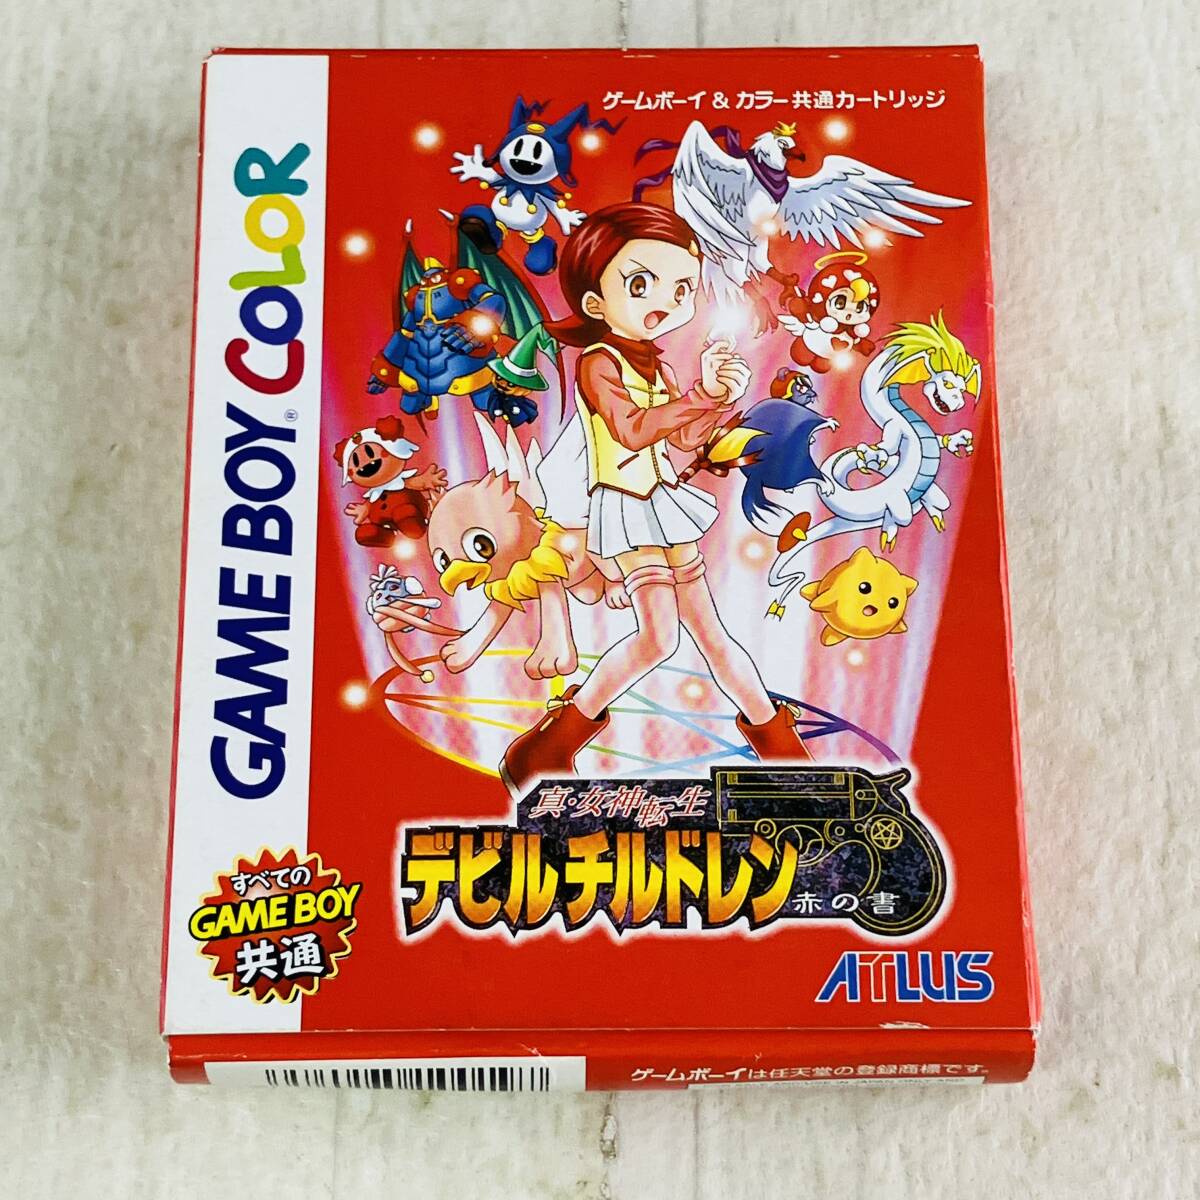 ゲームボーイ & カラー共通カートリッジ
GAME BOY COLOR
真・女神転生
デビルチルドレン
赤の書
すべての
GAME BOY
共通
ATLUS
ゲームボーイは任天堂の登録商標です。